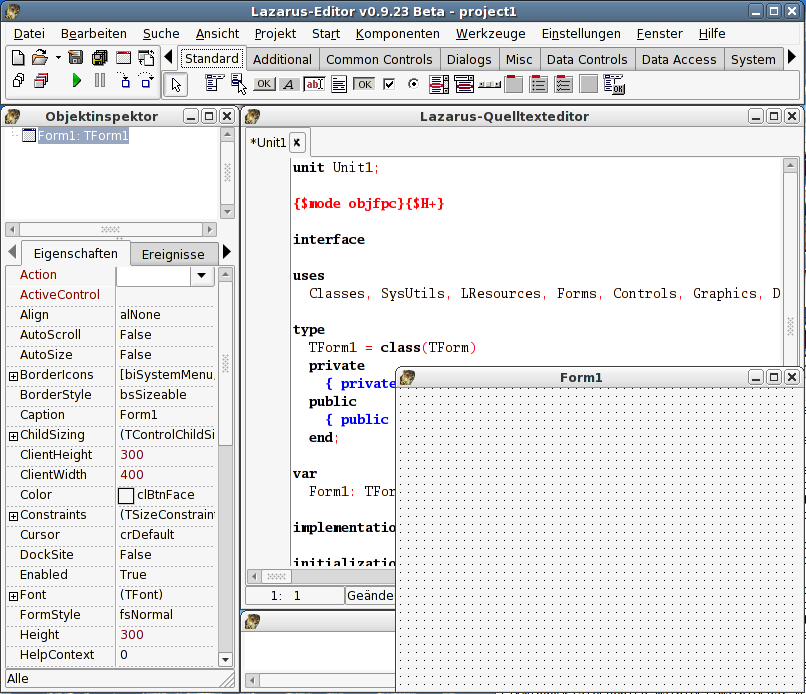 Lazarus-Editor v0.9.23 Beta - project1
Datei Bearbeiten Suche Ansicht Projekt Start Komponenten Werkzeuge Einstellungen Fenster Hilfe
Standard Additional Common Controls Dialogs Misc Data Controls Data Access System
OK A abI OK OK
Objektinspektor
Form1: TForm1
Eigenschaften Ereignisse
Action
ActiveControl
Align alNone
AutoScroll False
AutoSize False
BorderIcons [biSystemMenu,
BorderStyle bsSizeable
Caption Form1
ChildSizing (TControlChildSi
ClientHeight 300
ClientWidth 400
Color clBtnFace
Constraints (TSizeConstraint
Cursor crDefault
DockSite False
Enabled True
Font (TFont)
FormStyle fsNormal
Height 300
HelpContext 0
Alle
Lazarus-Quelltexteditor
*Unit1
unit Unit1;
{$mode objfpc}{$H+}
interface
uses
Classes, SysUtils, LResources, Forms, Controls, Graphics, D
type
TForm1 = class(TForm)
private
{ private
public
{ public
end;
var
Form1: TFor
implementatio
initializatio
1: 1 Geände
Form1